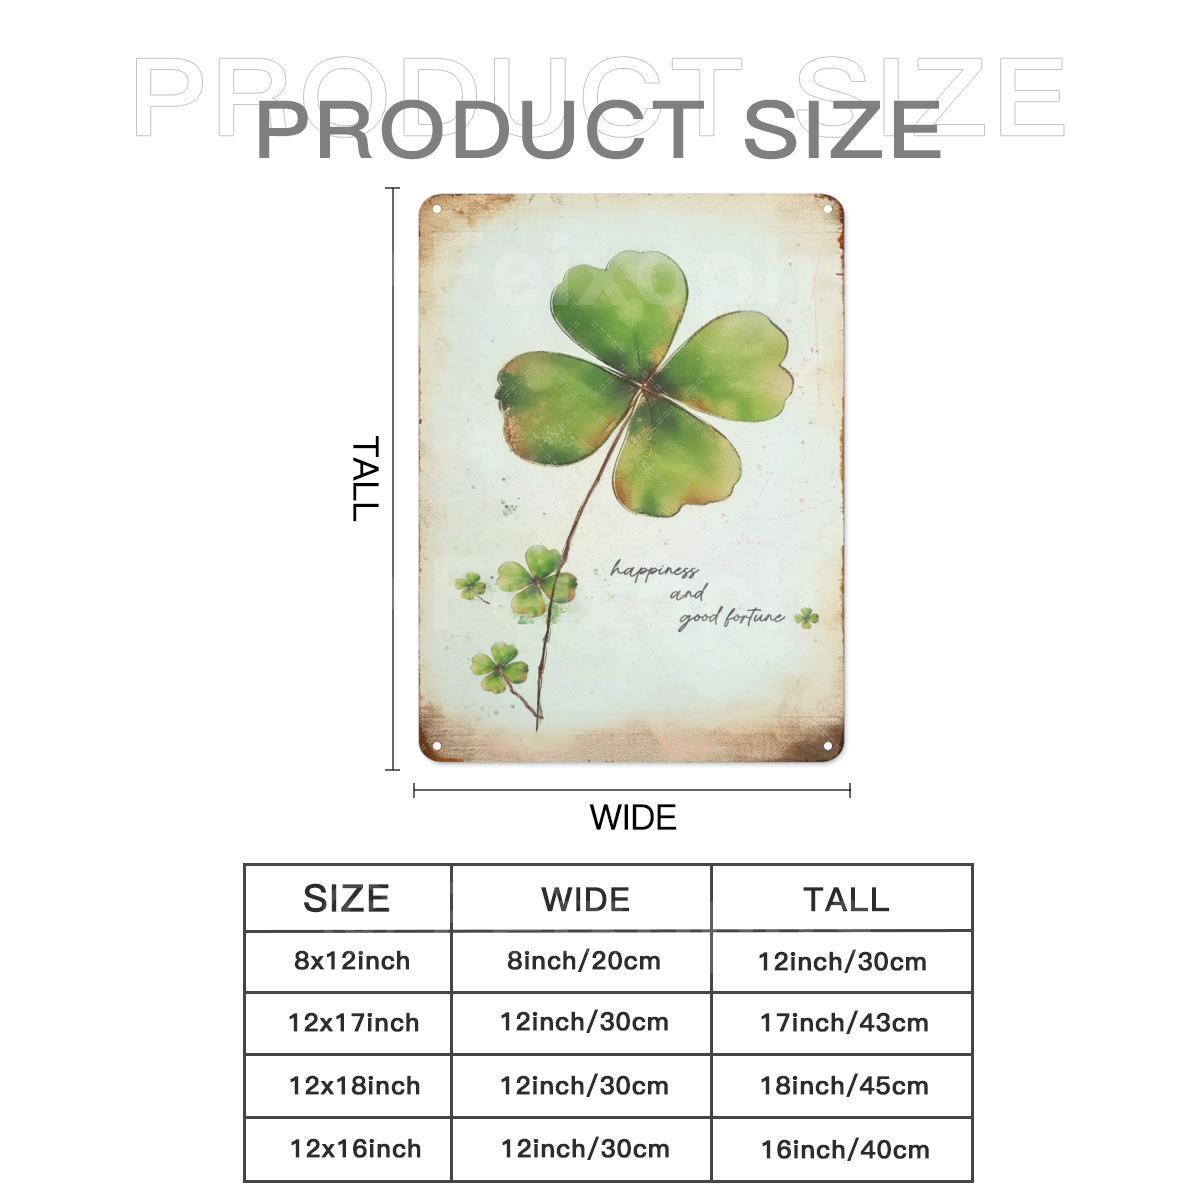 PRODUCT SIZE
PRODUCT SIZE
Feixoph
TALL
happiness
and
good fortune
WIDE
SIZE WIDE TALL
8x12inch 8inch/20cm 12inch/30cm
12x17inch 12inch/30cm 17inch/43cm
12x18inch 12inch/30cm 18inch/45cm
12x16inch 12inch/30cm 16inch/40cm